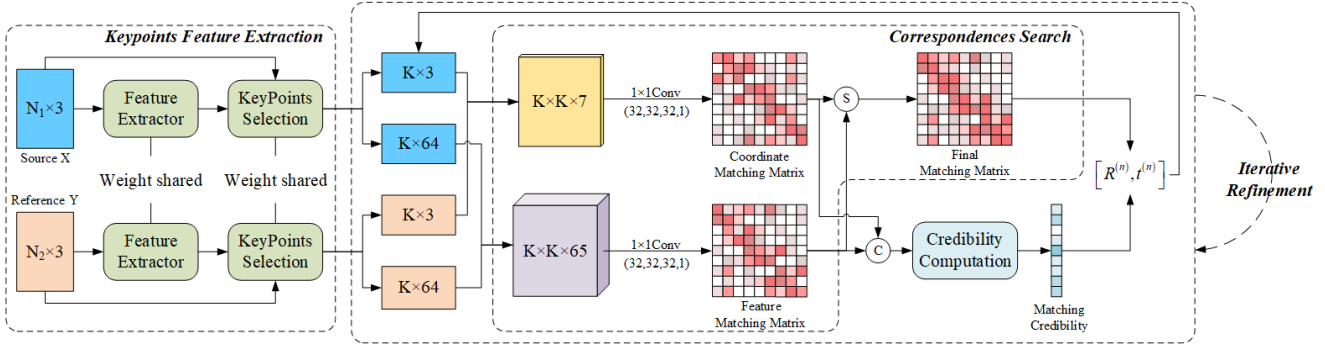 Keypoints Feature Extraction
N₁×3
Source X
Feature
Extractor
KeyPoints
Selection
Weight shared
Weight shared
Reference Y
N₂×3
Feature
Extractor
KeyPoints
Selection
K×3
K×64
K×3
K×64
Correspondences Search
K×K×7
1×1Conv
(32,32,32,1)
Coordinate
Matching Matrix
S
Final
Matching Matrix
K×K×65
1×1Conv
(32,32,32,1)
Feature
Matching Matrix
C
Credibility
Computation
Matching
Credibility
[R⁽ⁿ⁾, t⁽ⁿ⁾]
Iterative
Refinement